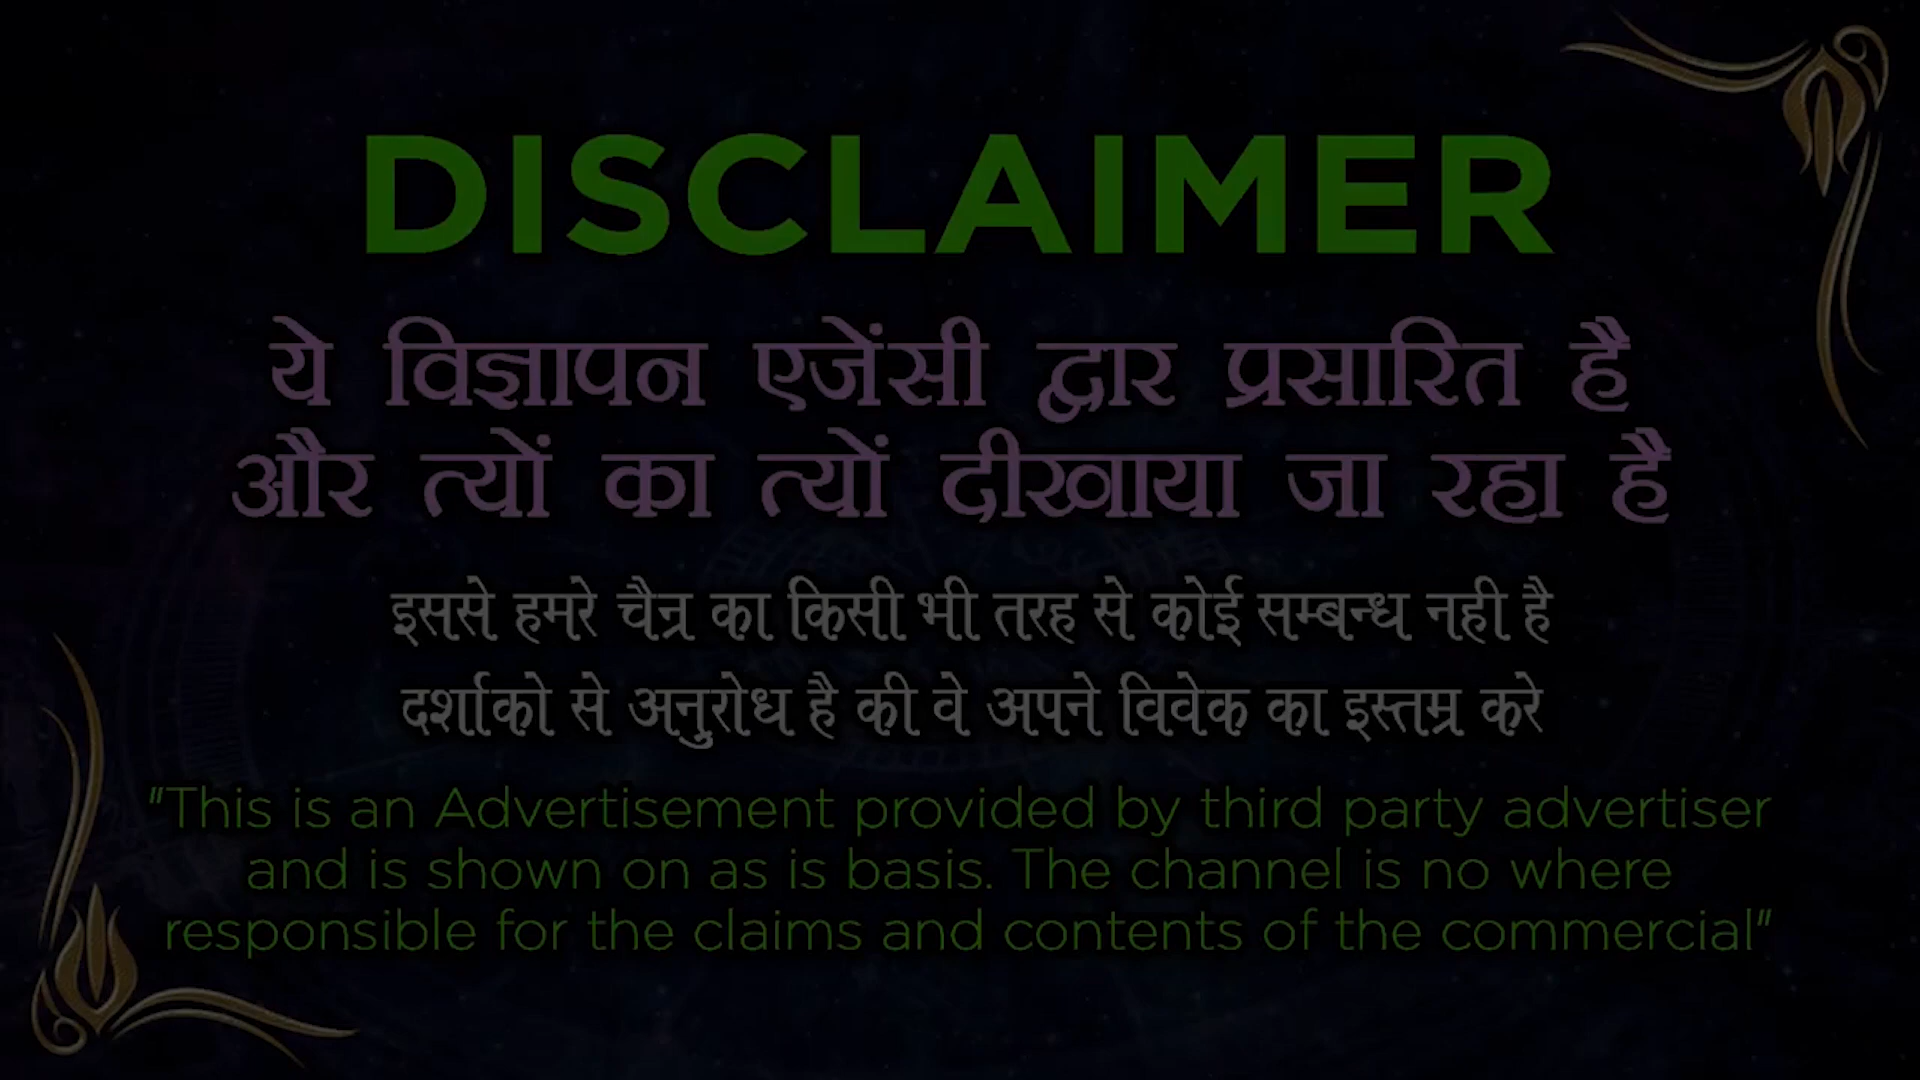 DISCLAIMER
ये विज्ञापन एजेंसी द्वार प्रसारित है
और त्यों का त्यों दीखाया जा रहा है
इससे हमरे चैन्र का किसी भी तरह से कोई सम्बन्ध नही है
दर्शाको से अनुरोध है की वे अपने विवेक का इस्तम्र करे
"This is an Advertisement provided by third party advertiser
and is shown on as is basis. The channel is no where
responsible for the claims and contents of the commercial"